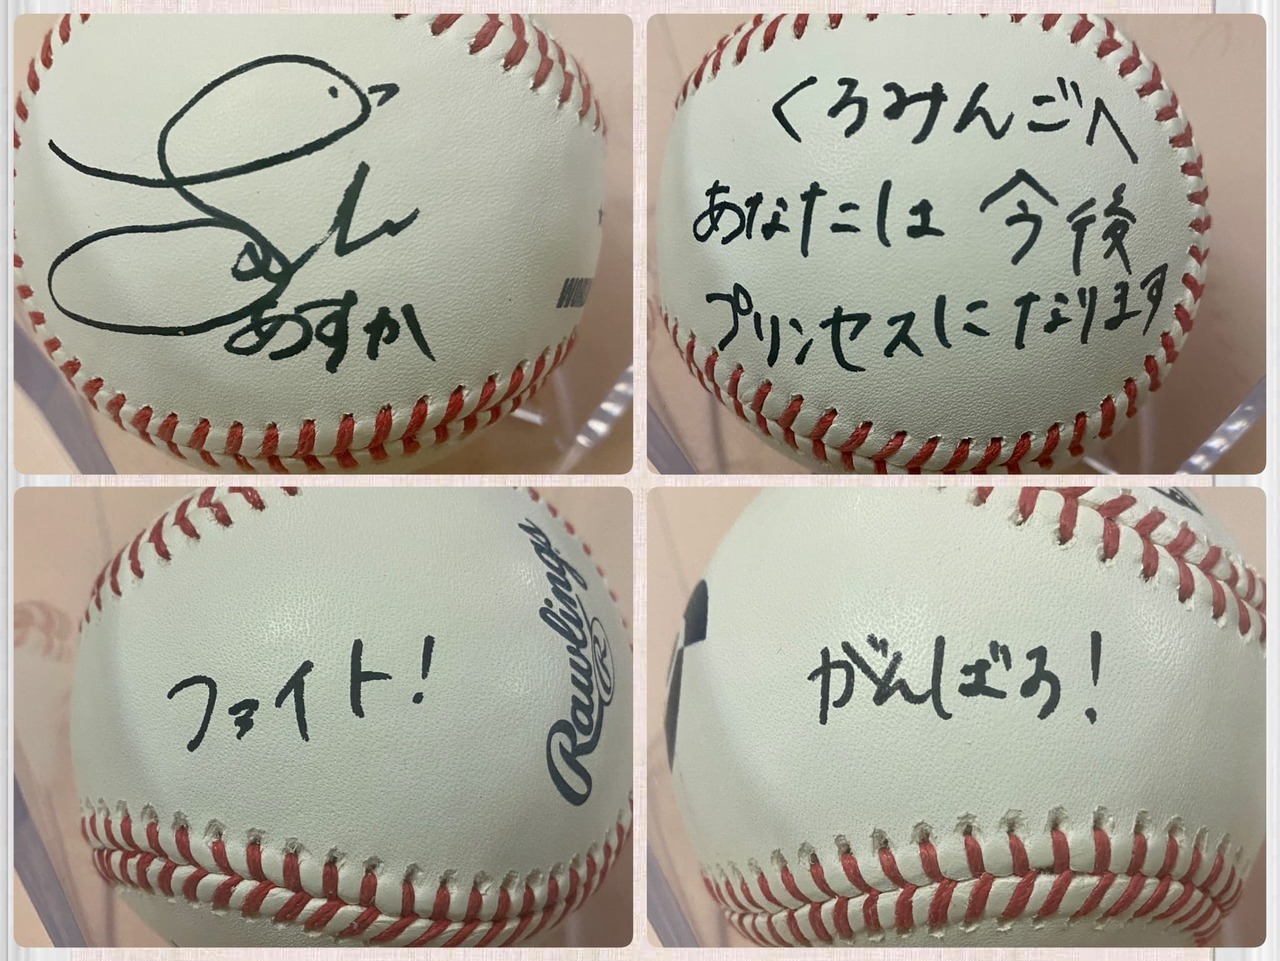 あすか
くろみんごへ
あなたは今後
プリンセスになります
ファイト!
Rawlings
R
がんばろう!